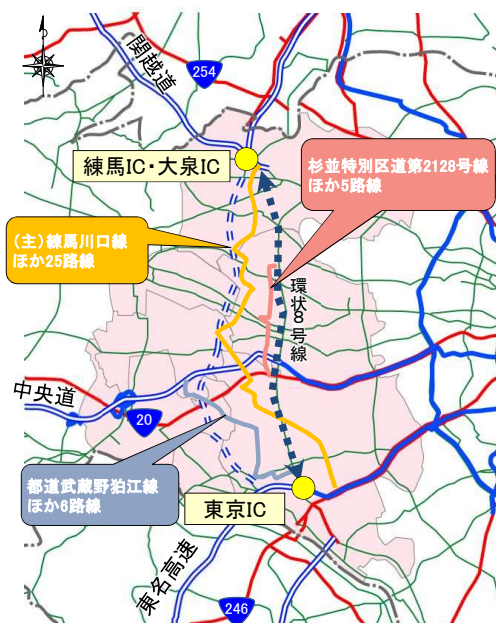 関越道
254
練馬IC・大泉IC
杉並特別区道第2128号線
ほか5路線
(主)練馬川口線
ほか25路線
環状8号線
中央道
20
都道武蔵野狛江線
ほか6路線
東京IC
東名高速
246